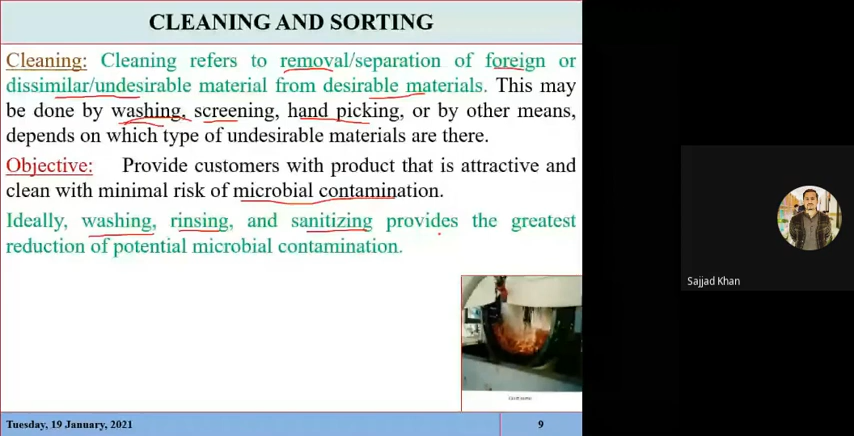 CLEANING AND SORTING
Cleaning: Cleaning refers to removal/separation of foreign or
dissimilar/undesirable material from desirable materials. This may
be done by washing, screening, hand picking, or by other means,
depends on which type of undesirable materials are there.
Objective: Provide customers with product that is attractive and
clean with minimal risk of microbial contamination.
Ideally, washing, rinsing, and sanitizing provides the greatest
reduction of potential microbial contamination.
Sajjad Khan
Tuesday, 19 January, 2021
9